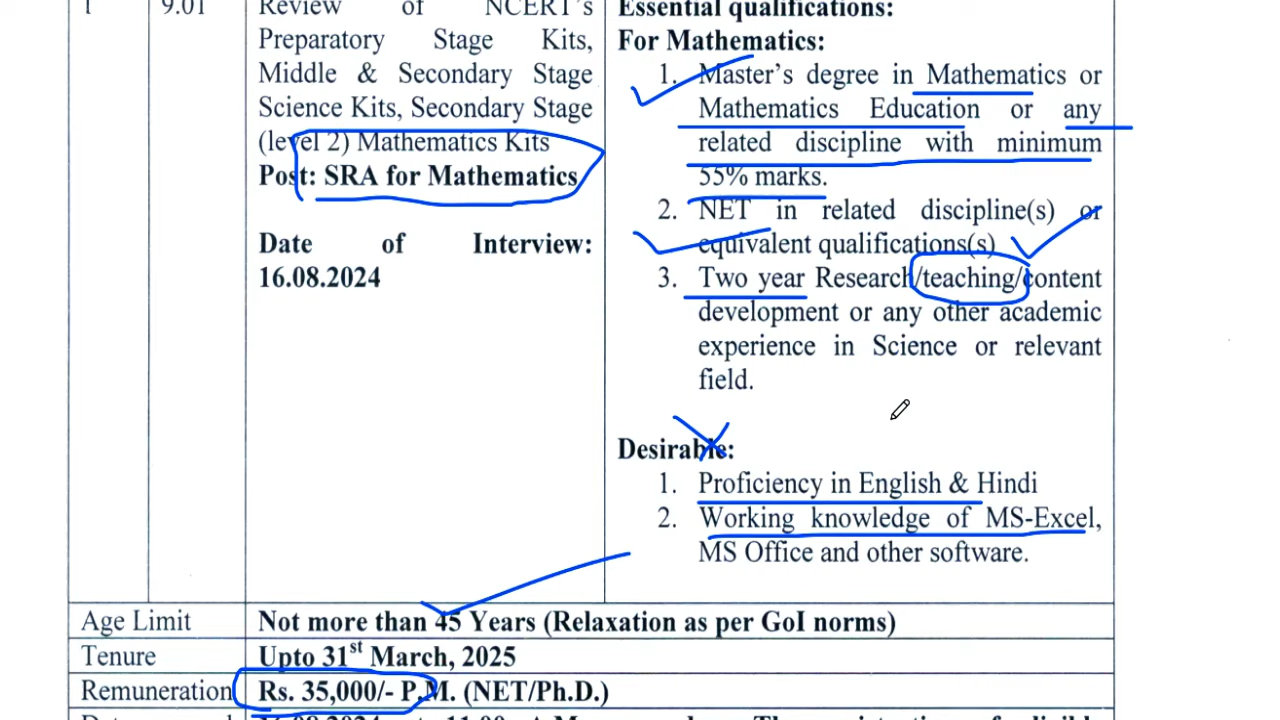 1
9.01
Review of NCERT's
Preparatory Stage Kits,
Middle & Secondary Stage
Science Kits, Secondary Stage
(level 2) Mathematics Kits
Post: SRA for Mathematics
Date of Interview:
16.08.2024
Essential qualifications:
For Mathematics:
1. Master's degree in Mathematics or
Mathematics Education or any
related discipline with minimum
55% marks.
2. NET in related discipline(s) or
equivalent qualifications(s)
3. Two year Research/teaching/content
development or any other academic
experience in Science or relevant
field.
Desirable:
1. Proficiency in English & Hindi
2. Working knowledge of MS-Excel,
MS Office and other software.
Age Limit
Not more than 45 Years (Relaxation as per GoI norms)
Tenure
Upto 31st March, 2025
Remuneration
Rs. 35,000/- P.M. (NET/Ph.D.)